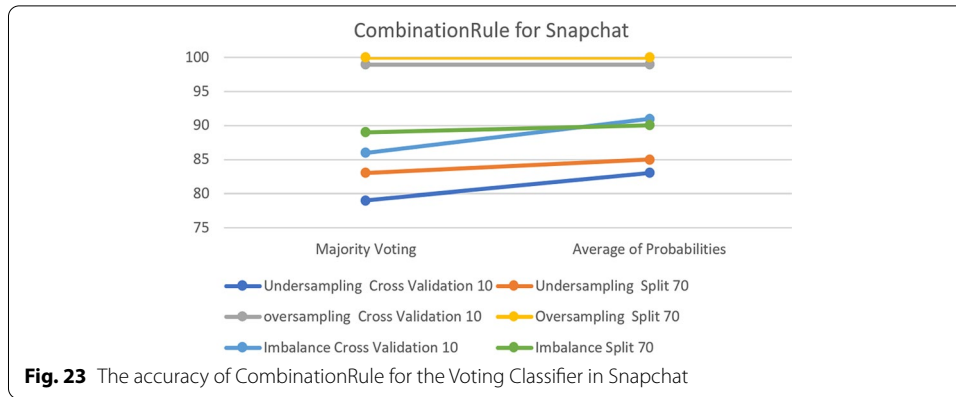 CombinationRule for Snapchat
100
95
90
85
80
75
Majority Voting Average of Probabilities
Undersampling Cross Validation 10 Undersampling Split 70
oversampling Cross Validation 10 Oversampling Split 70
Imbalance Cross Validation 10 Imbalance Split 70
Fig. 23 The accuracy of CombinationRule for the Voting Classifier in Snapchat